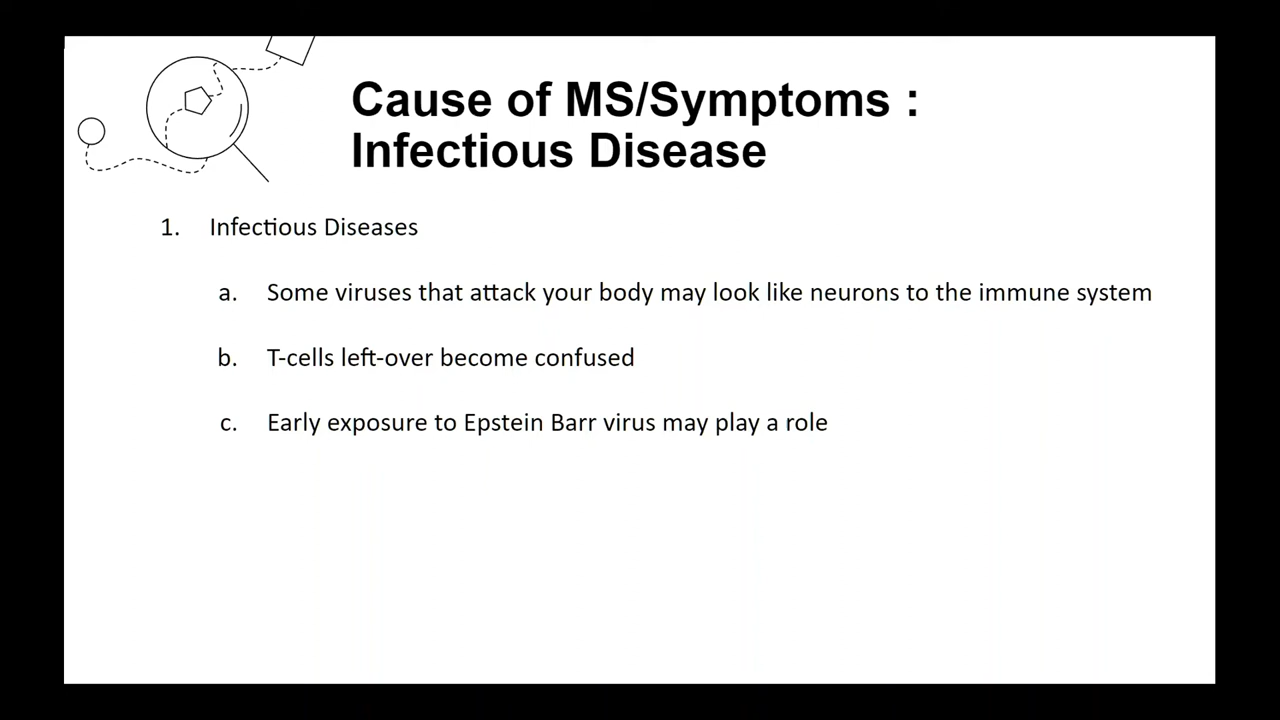 Cause of MS/Symptoms :
Infectious Disease
1. Infectious Diseases
a. Some viruses that attack your body may look like neurons to the immune system
b. T-cells left-over become confused
c. Early exposure to Epstein Barr virus may play a role